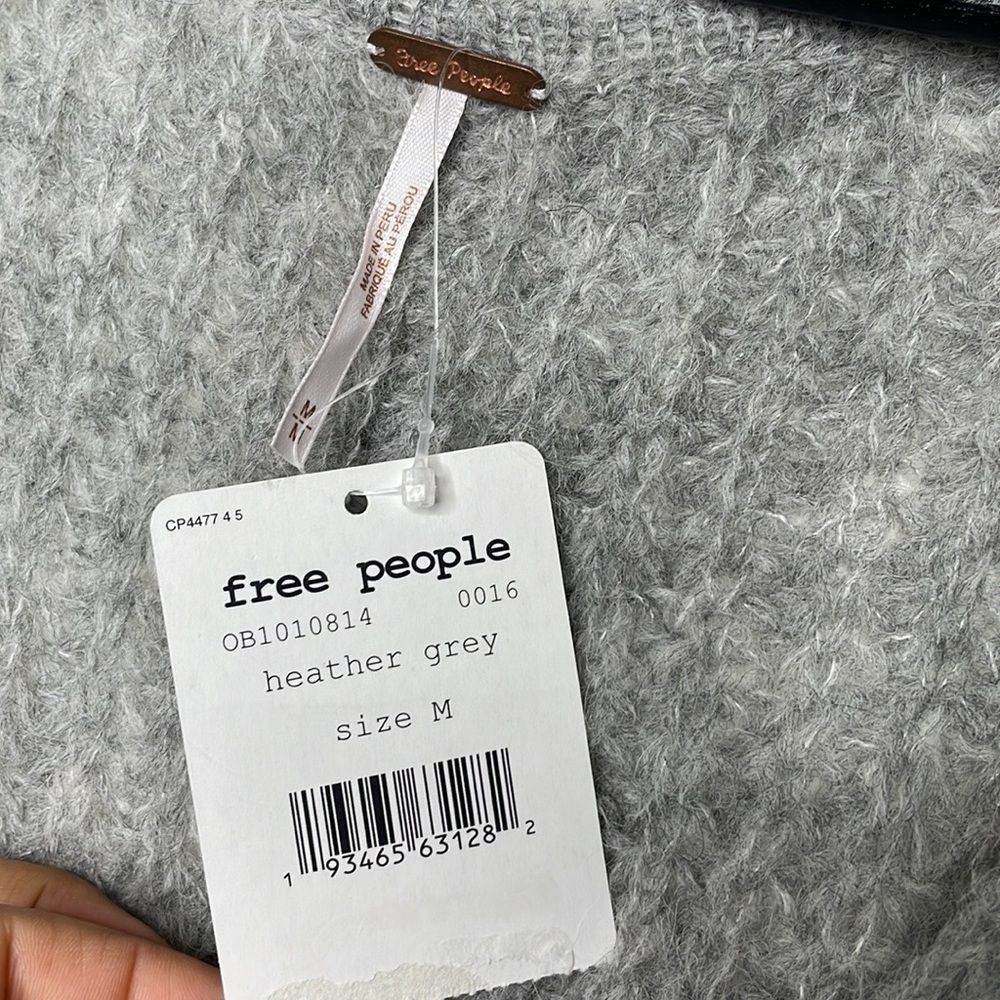 Free People
MADE IN PERU
FABRIQUÉ AU PÉROU
M
CP4477 4 5
free people
OB1010814 0016
heather grey
size M
1 93465 63128 2